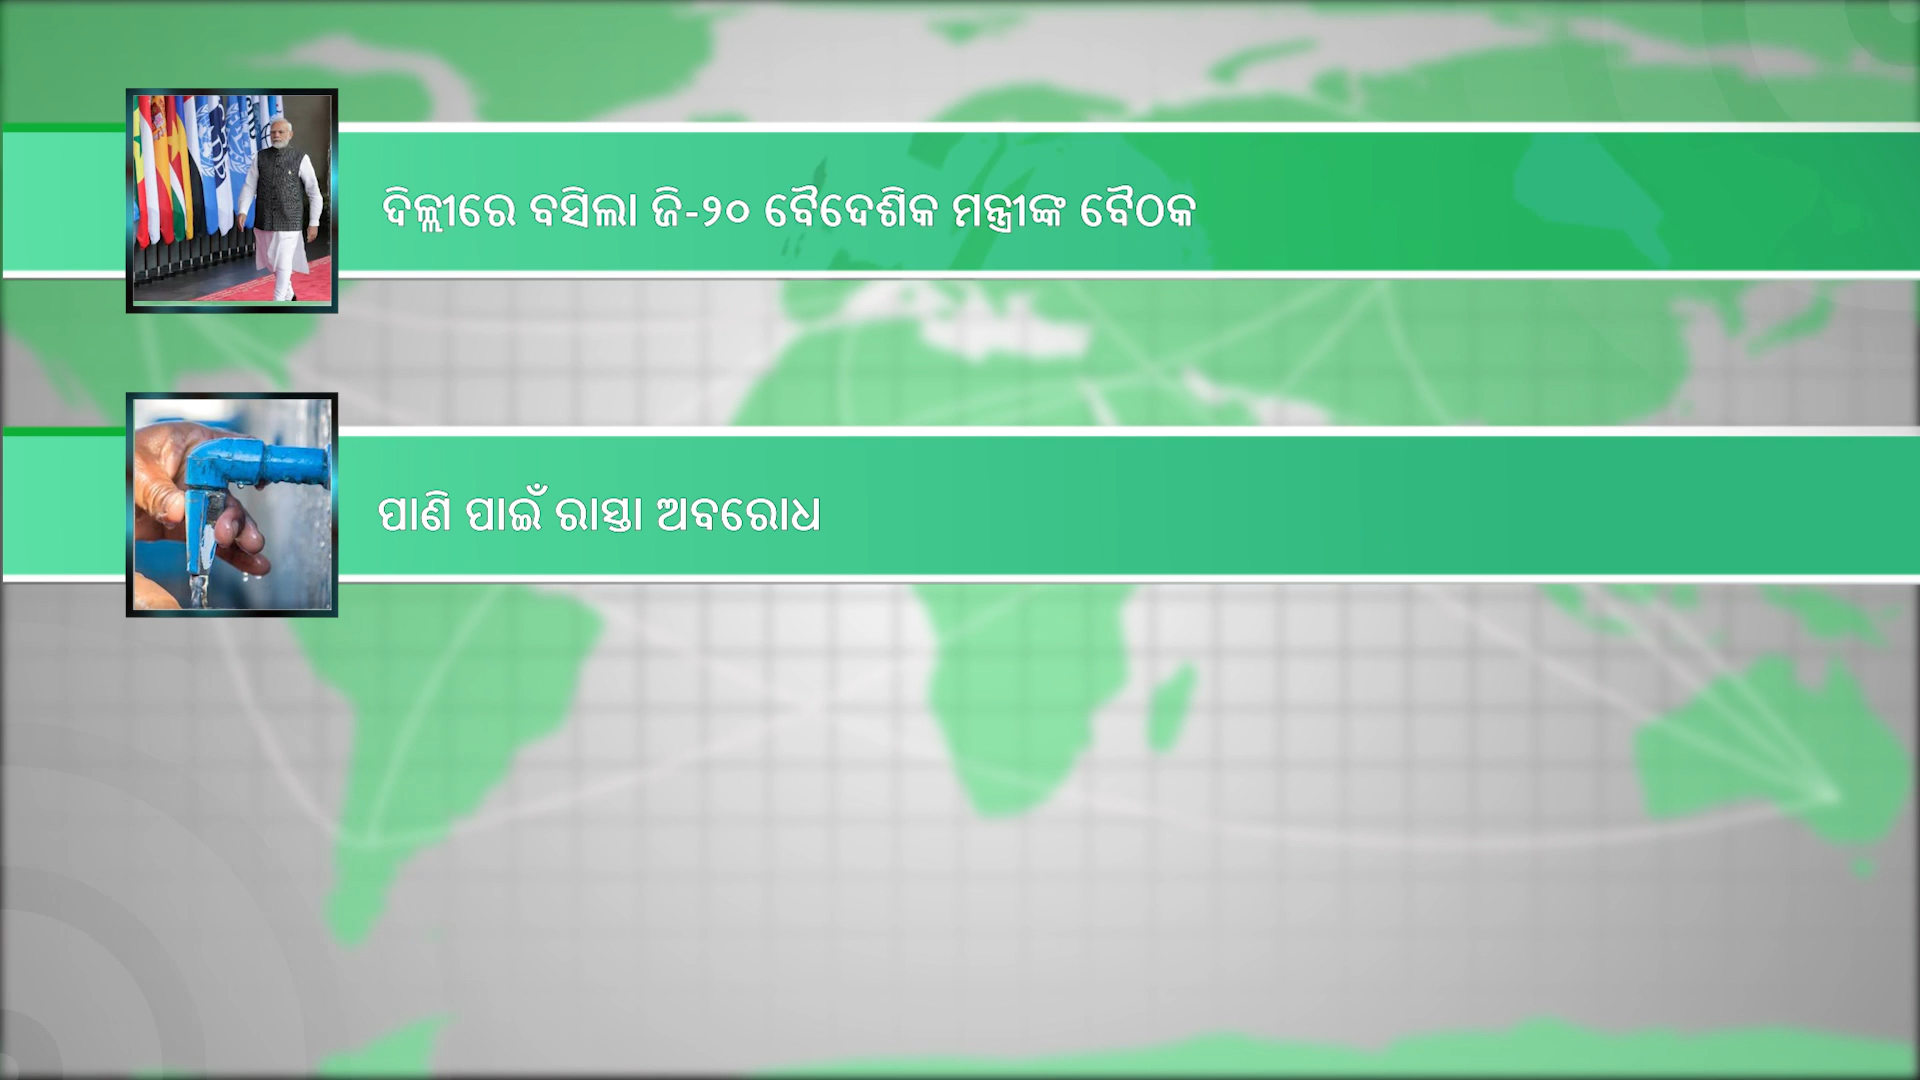 ଦିଲ୍ଲୀରେ ବସିଲା ଜି-୨୦ ବୈଦେଶିକ ମନ୍ତ୍ରୀଙ୍କ ବୈଠକ
ପାଣି ପାଇଁ ରାସ୍ତା ଅବରୋଧ